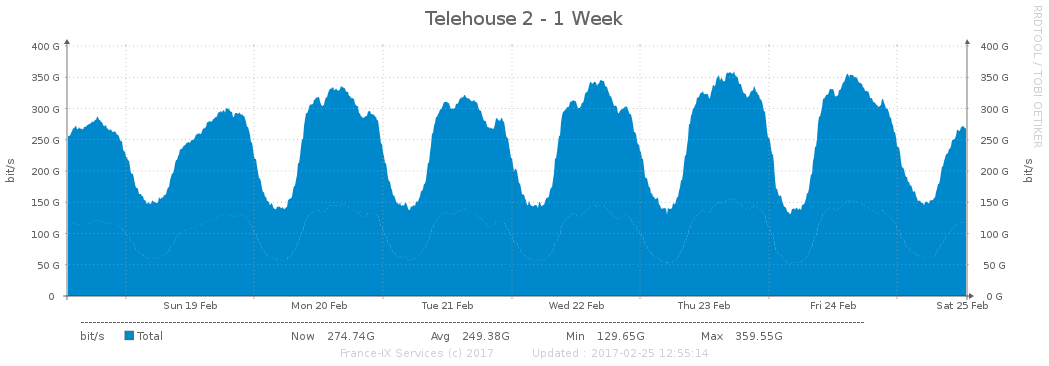 Telehouse 2 - 1 Week
RRDTOOL / TOBI OETIKER
400 G 400 G
350 G 350 G
300 G 300 G
250 G 250 G
200 G 200 G
150 G 150 G
100 G 100 G
50 G 50 G
0 0 G
bit/s
bit/s
Sun 19 Feb Mon 20 Feb Tue 21 Feb Wed 22 Feb Thu 23 Feb Fri 24 Feb Sat 25 Feb
bit/s Total Now 274.74G Avg 249.38G Min 129.65G Max 359.55G
France-IX Services (c) 2017 Updated : 2017-02-25 12:55:14